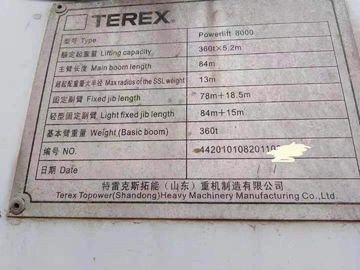 TEREX®
型号 Type Powerlift 8000
额定起重量 Lifting capacity 360t×5.2m
主臂长度 Main boom length 84m
超起配重最大半径 Max radius of the SSL weight 13m
固定副臂 Fixed jib length 78m+18.5m
轻型固定副臂 Light fixed jib length 84m+15m
基本臂重量 Weight (Basic boom) 360t
编号 NO. 44201010820110
日期 Date
特雷克斯拓能（山东）重机制造有限公司
Terex Topower(Shandong)Heavy Machinery Manufacturing Co.,Ltd